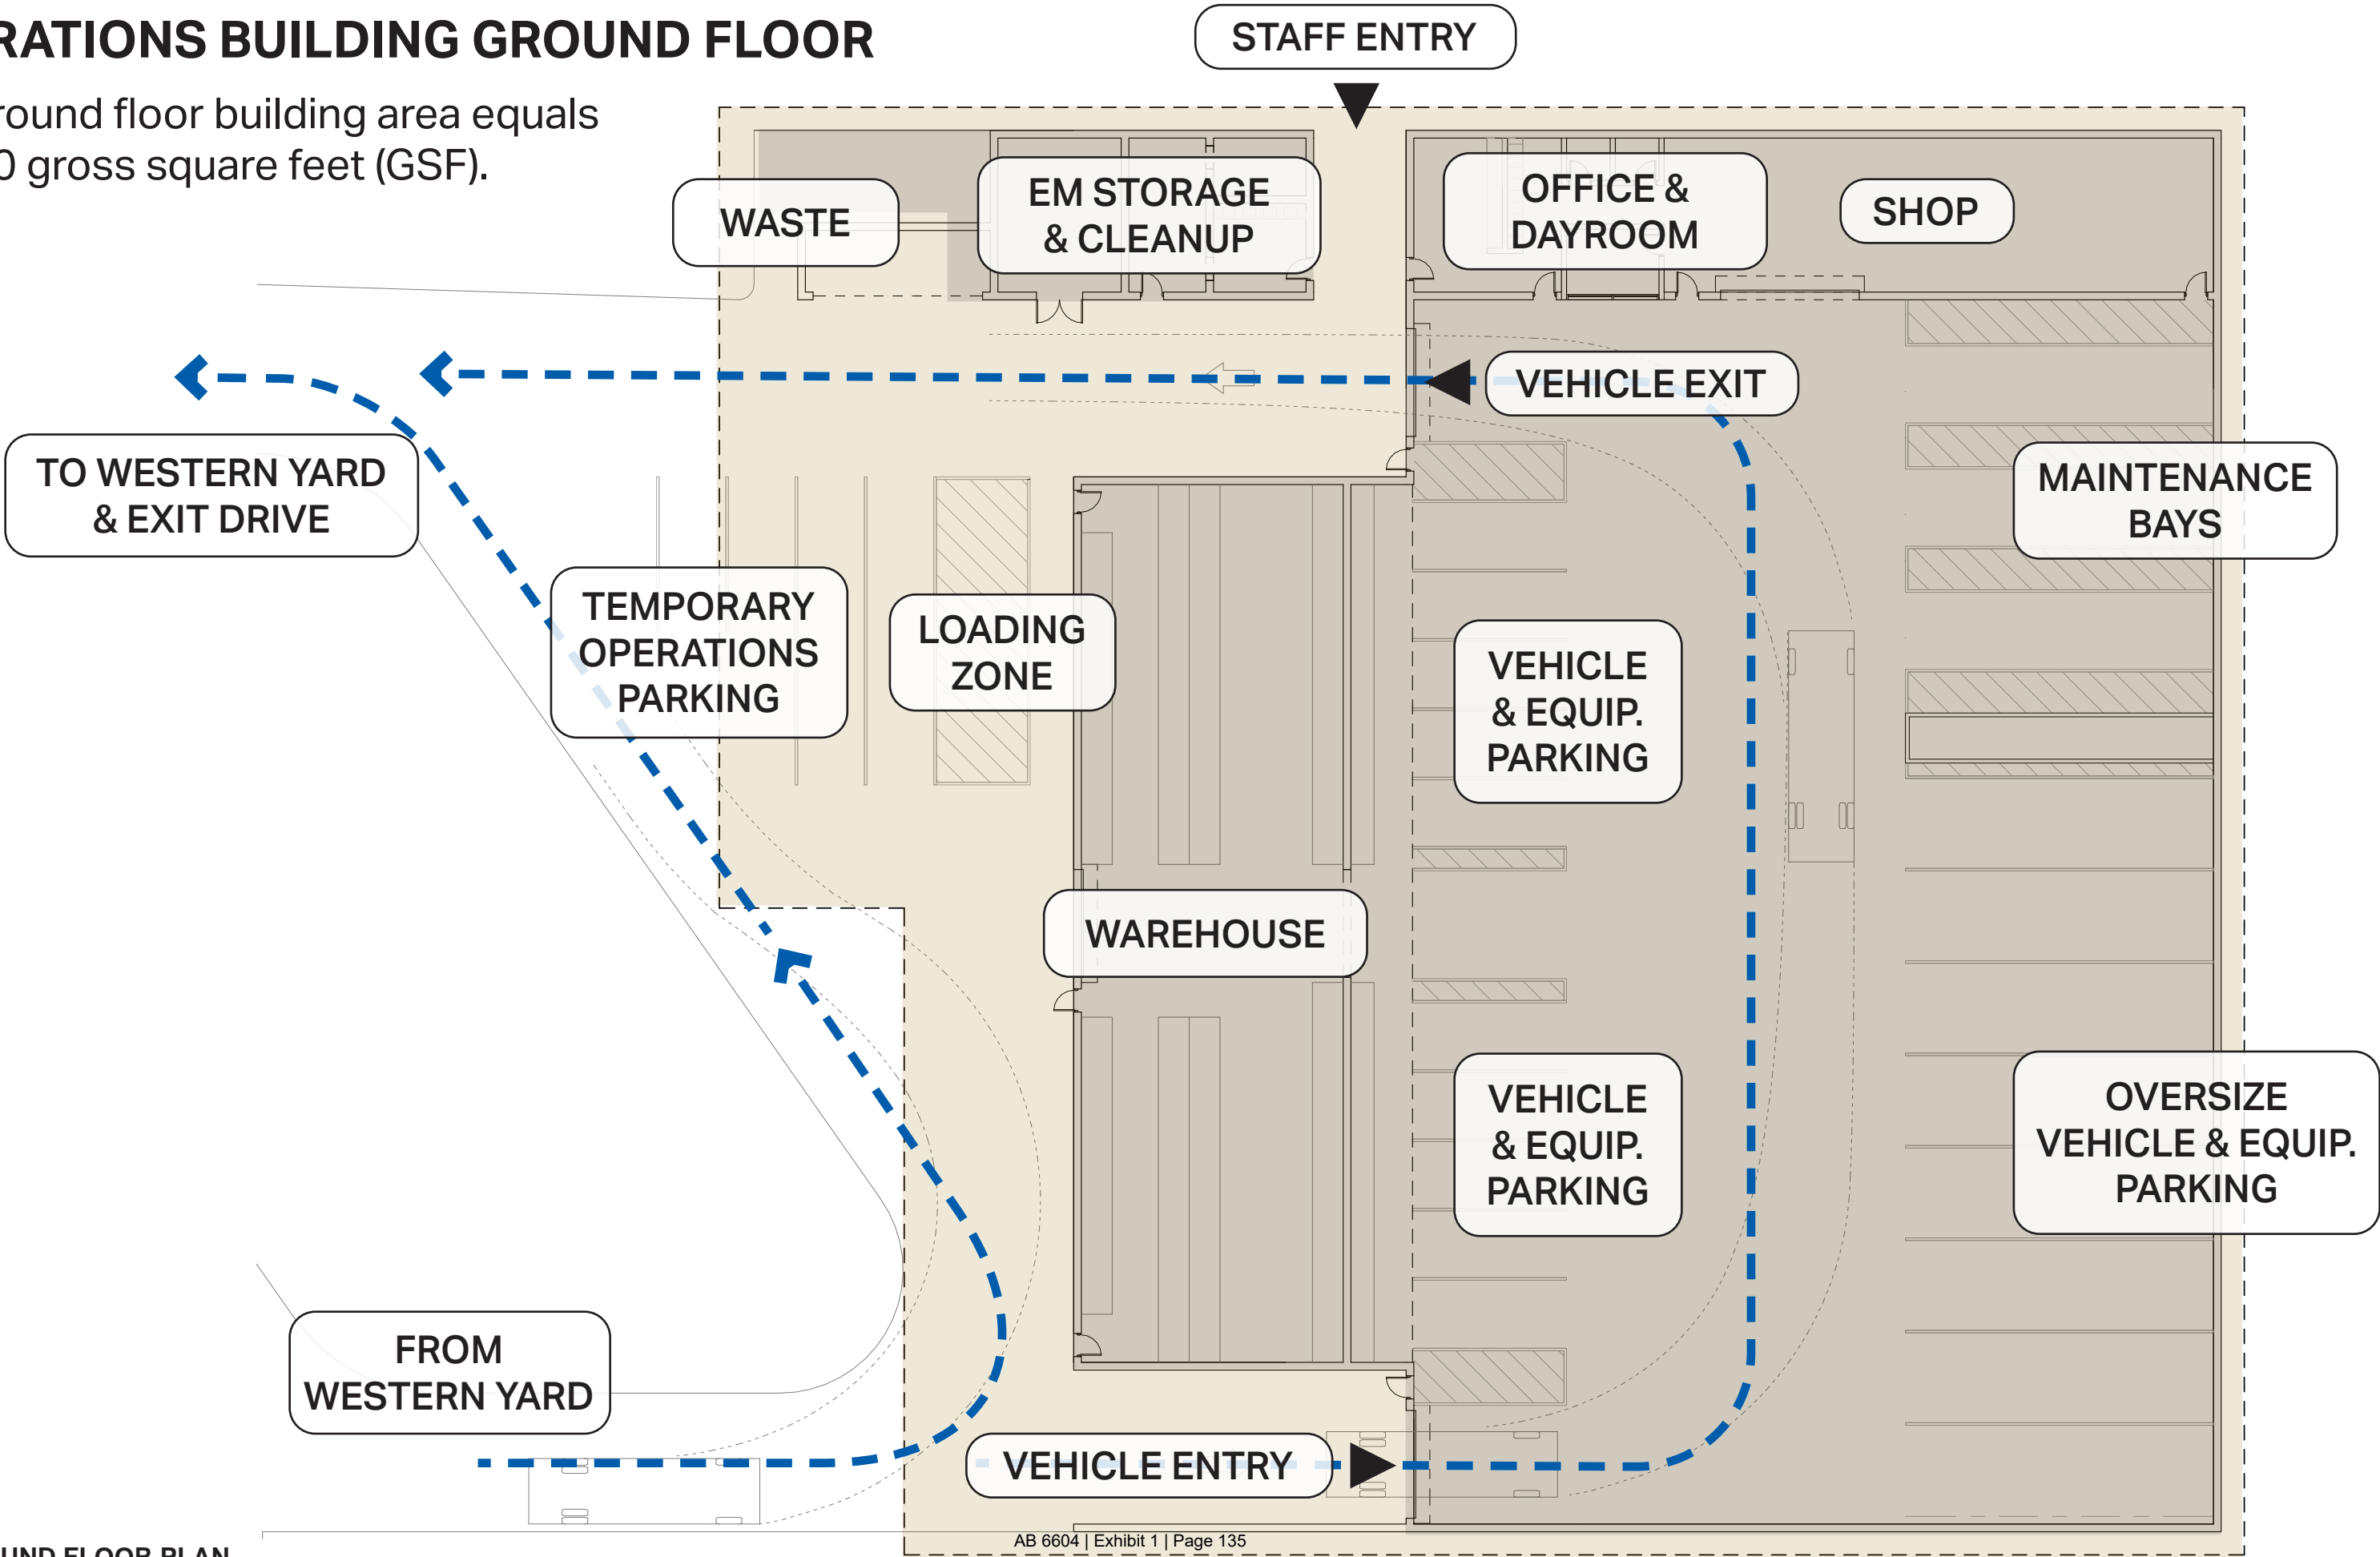 RATIONS BUILDING GROUND FLOOR
round floor building area equals
0 gross square feet (GSF).
STAFF ENTRY
WASTE
EM STORAGE
& CLEANUP
OFFICE &
DAYROOM
SHOP
VEHICLE EXIT
TO WESTERN YARD
& EXIT DRIVE
MAINTENANCE
BAYS
TEMPORARY
OPERATIONS
PARKING
LOADING
ZONE
VEHICLE
& EQUIP.
PARKING
WAREHOUSE
VEHICLE
& EQUIP.
PARKING
OVERSIZE
VEHICLE & EQUIP.
PARKING
FROM
WESTERN YARD
VEHICLE ENTRY
AB 6604 | Exhibit 1 | Page 135
UND FLOOR PLAN